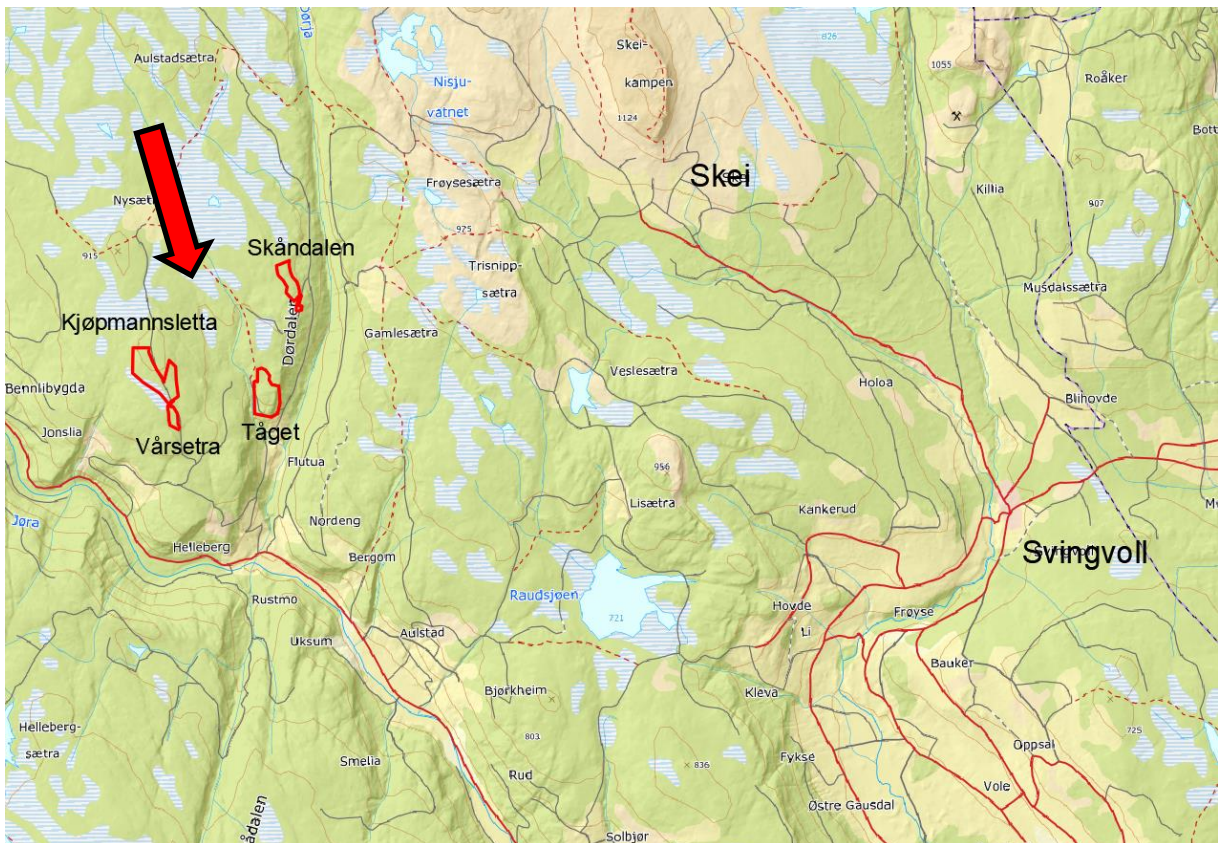 ørja
Aulstadsætra
Skei-
kampen
1124
826
1055
Roåker
Nisju-
vatnet
Bott
Skei
Frøysesætra
Killia
907
Nysæt
925
915
Skåndalen
Trisnipp-
sætra
Musdalssætra
Kjøpmannsletta
Dørdalen
Gamlesætra
Bennlibygda
Veslesætra
Holoa
Blihovde
Jonslia
Vårsetra
Tåget
Flutua
956
Lisætra
Kankerud
Jøra
Nordeng
Helleberg
Bergom
Svingvoll
Raudsjøen
721
Rustmo
Hovde
Li
Frøyse
Uksum
Aulstad
Bjørkheim
Kleva
Bauker
Helleberg-
sætra
803
Smelia
836
Fykse
Oppsal
725
Rud
Vole
Østre Gausdal
Solbjør
ådalen